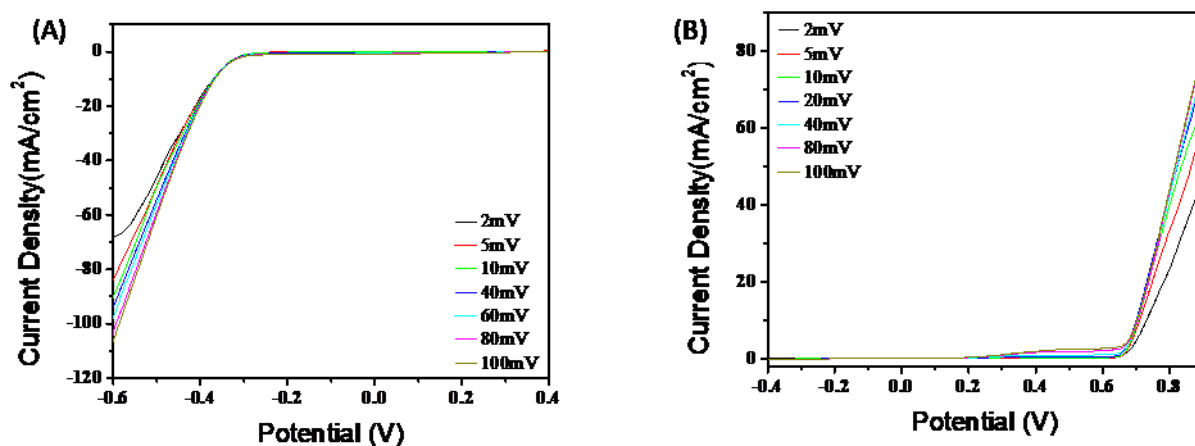 (A)
0
-20
-40
-60
-80
-100
-120
Current Density(mA/cm²)
2mV
5mV
10mV
40mV
60mV
80mV
100mV
-0.6
-0.4
-0.2
0.0
0.2
0.4
Potential (V)
(B)
80
60
40
20
0
Current Density(mA/cm²)
2mV
5mV
10mV
20mV
40mV
80mV
100mV
-0.4
-0.2
0.0
0.2
0.4
0.6
0.8
Potential (V)